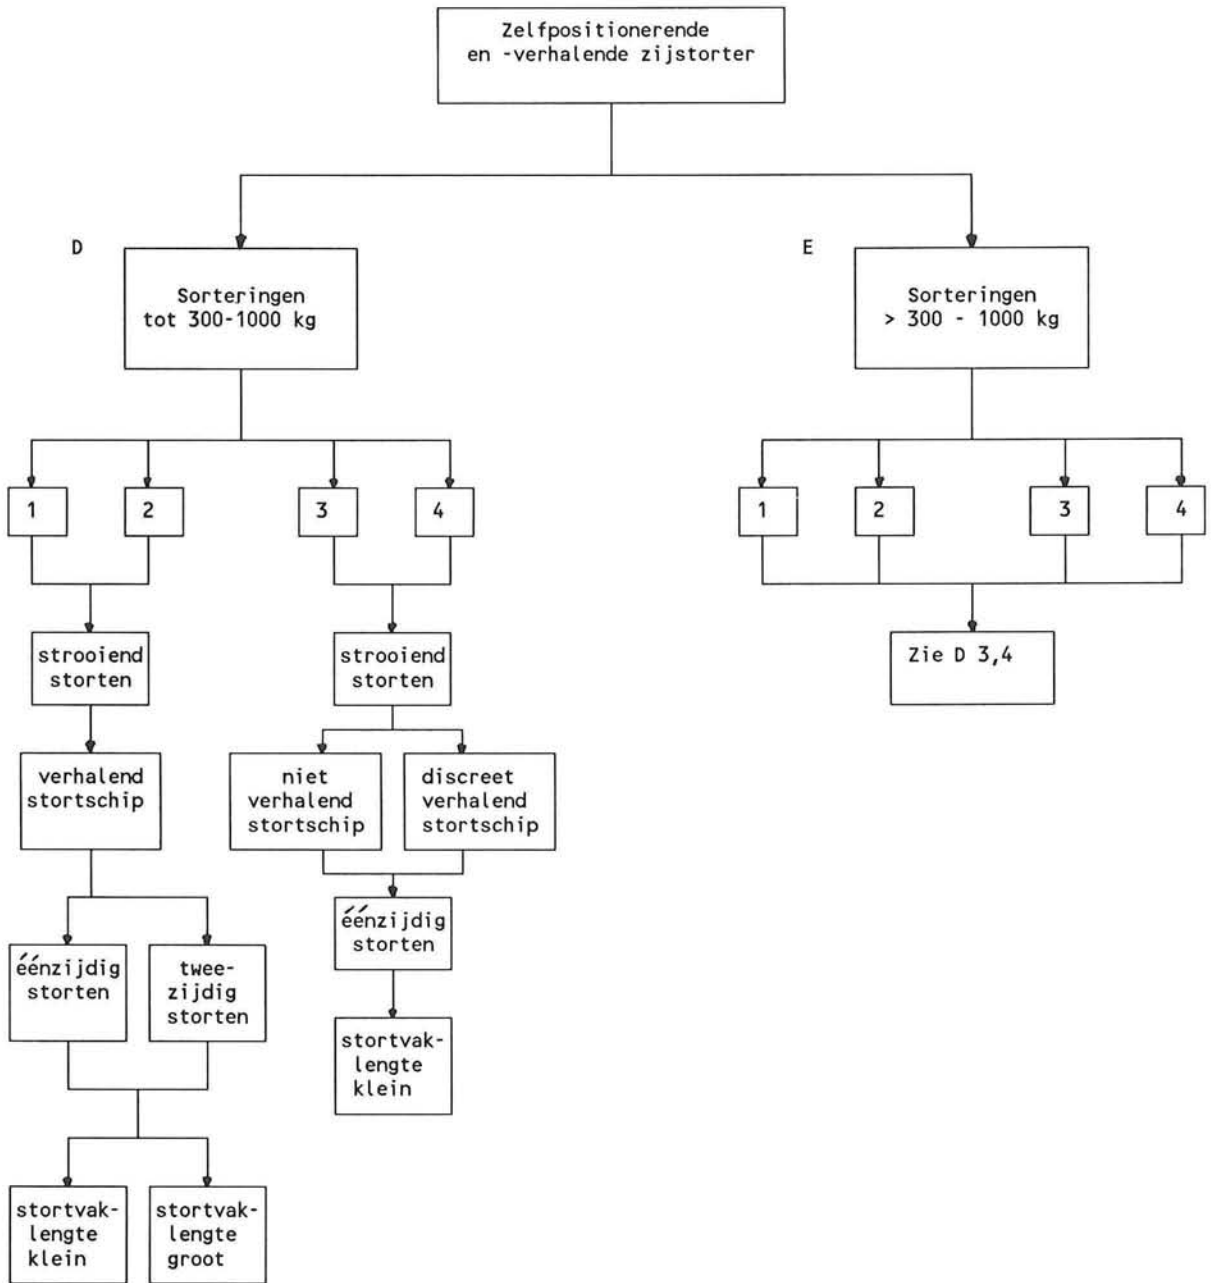 Zelfpositionerende
en -verhalende zijstorter
D
Sorteringen
tot 300-1000 kg
E
Sorteringen
> 300 - 1000 kg
1
2
3
4
1
2
3
4
strooiend
storten
strooiend
storten
Zie D 3,4
verhalend
stortschip
niet
verhalend
stortschip
discreet
verhalend
stortschip
éénzijdig
storten
twee-
zijdig
storten
éénzijdig
storten
stortvak-
lengte
klein
stortvak-
lengte
klein
stortvak-
lengte
groot